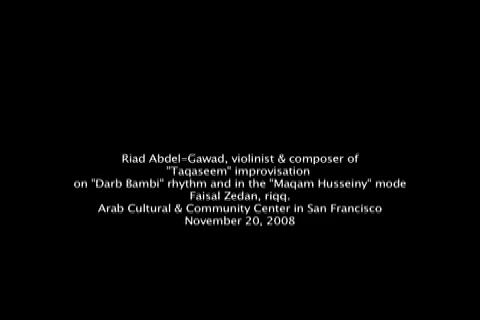 Riad Abdel=Gawad, violinist & composer of
"Taqaseem" improvisation
on "Darb Bambi" rhythm and in the "Maqam Husseiny" mode
Faisal Zedan, riqq.
Arab Cultural & Community Center in San Francisco
November 20, 2008